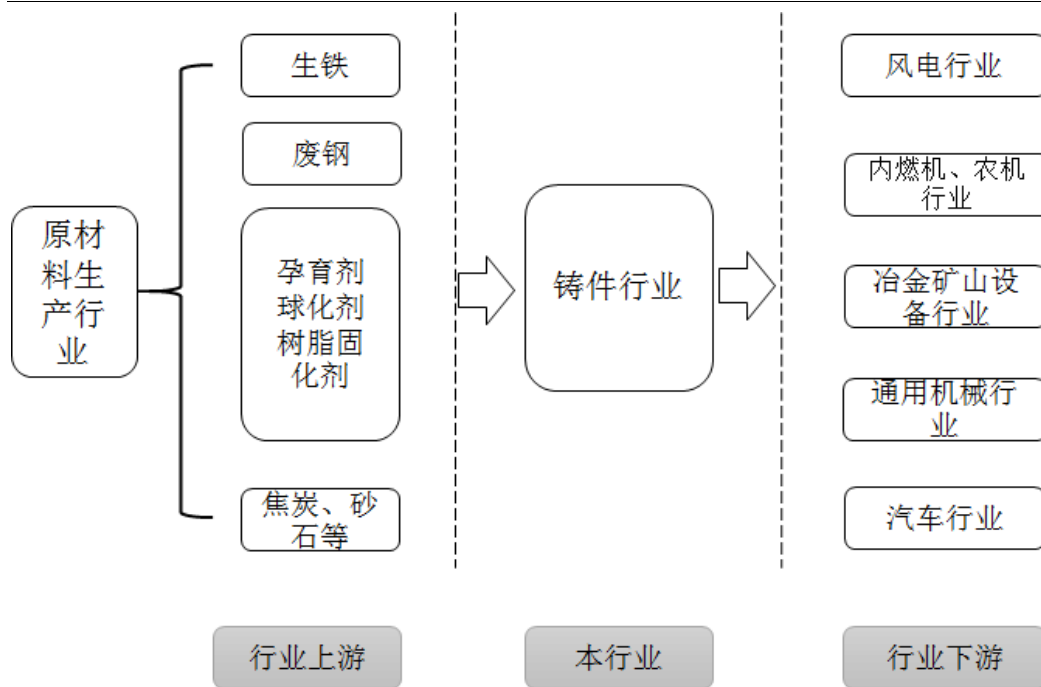 原材
料生
产行
业
生铁
废钢
孕育剂
球化剂
树脂固
化剂
焦炭、砂
石等
铸件行业
风电行业
内燃机、农机
行业
冶金矿山设
备行业
通用机械行
业
汽车行业
行业上游
本行业
行业下游